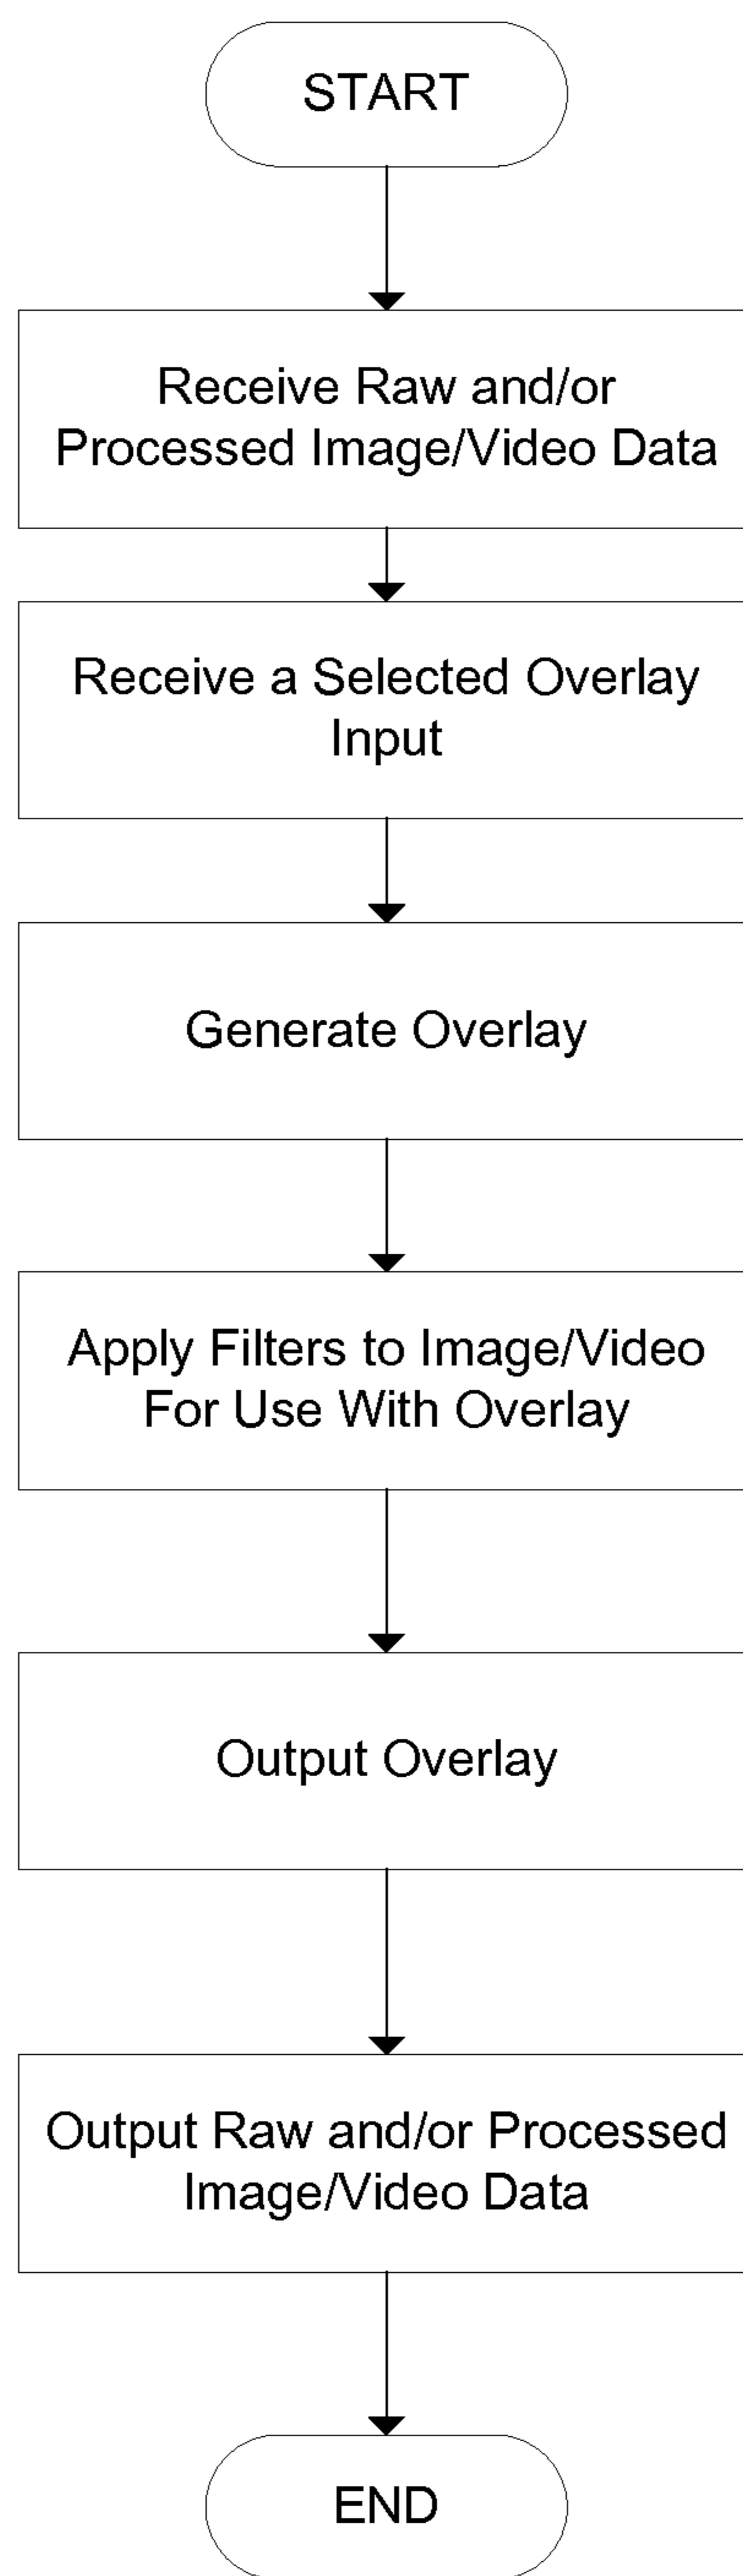 START
Receive Raw and/or
Processed Image/Video Data
Receive a Selected Overlay
Input
Generate Overlay
Apply Filters to Image/Video
For Use With Overlay
Output Overlay
Output Raw and/or Processed
Image/Video Data
END